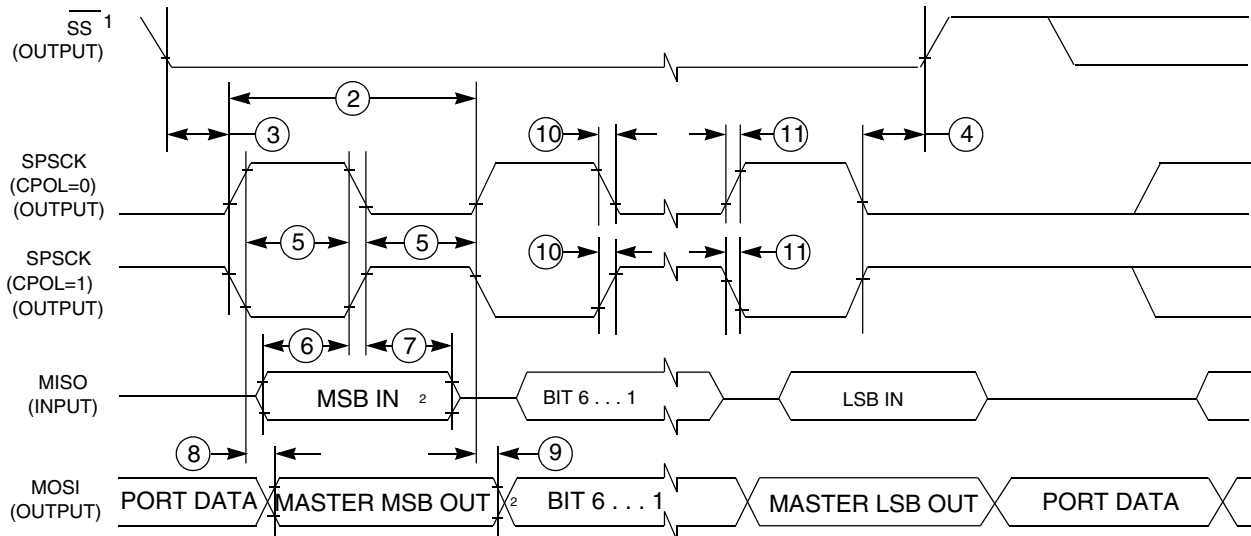 SS 1
(OUTPUT)
2
3
10
11
4
SPSCK
(CPOL=0)
(OUTPUT)
5
5
SPSCK
(CPOL=1)
(OUTPUT)
10
11
6
7
MISO
(INPUT)
MSB IN 2
BIT 6 . . . 1
LSB IN
8
9
MOSI
(OUTPUT)
PORT DATA
MASTER MSB OUT 2
BIT 6 . . . 1
MASTER LSB OUT
PORT DATA